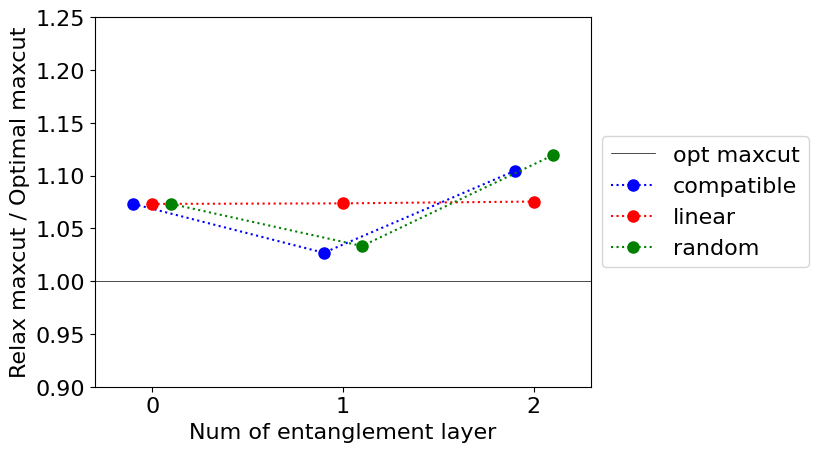 1.25
1.20
1.15
1.10
1.05
1.00
0.95
0.90
Relax maxcut / Optimal maxcut
0 1 2
Num of entanglement layer
opt maxcut
compatible
linear
random